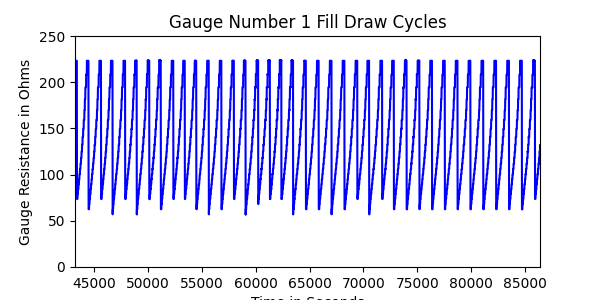 Gauge Number 1 Fill Draw Cycles
250
200
150
100
50
0
Gauge Resistance in Ohms
45000 50000 55000 60000 65000 70000 75000 80000 85000
Time in Seconds